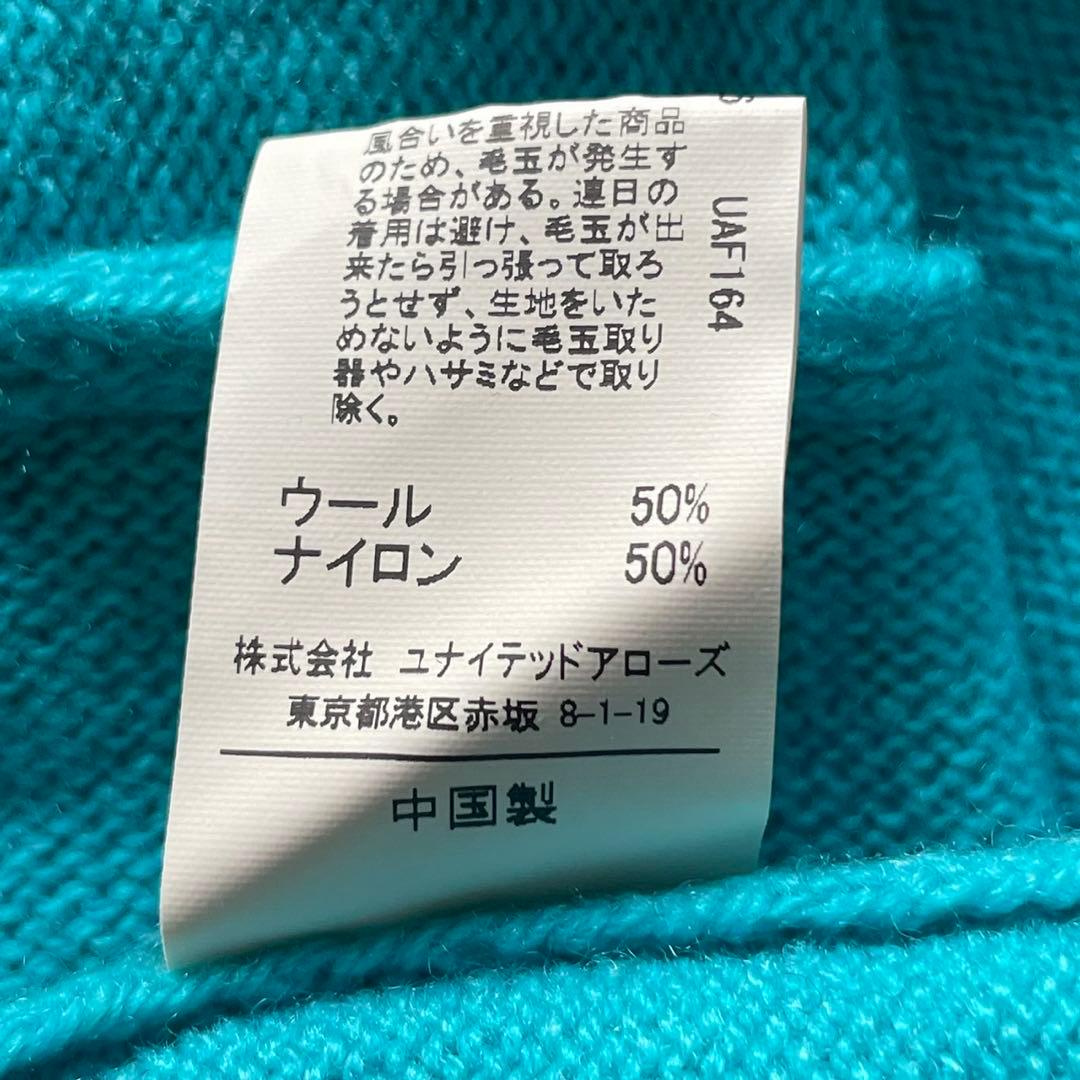 風合いを重視した商品
のため、毛玉が発生す
る場合がある。連日の
着用は避け、毛玉が出
来たら引っ張って取ろ
うとせず、生地をいた
めないように毛玉取り
器やハサミなどで取り
除く。
UAF164
ウール 50%
ナイロン 50%
株式会社 ユナイテッドアローズ
東京都港区赤坂 8-1-19
中国製